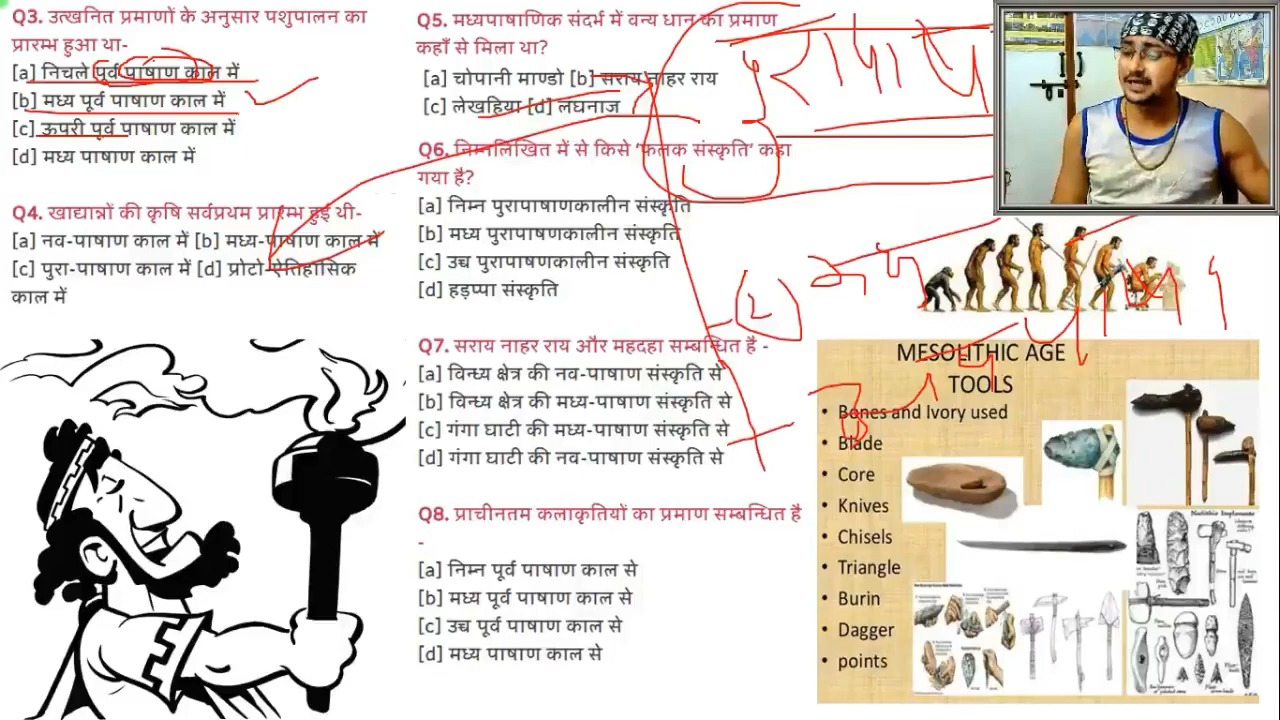 Q3. उत्खनित प्रमाणों के अनुसार पशुपालन का
प्रारम्भ हुआ था-
[a] निचले पूर्व पाषाण काल में
[b] मध्य पूर्व पाषाण काल में
[c] ऊपरी पूर्व पाषाण काल में
[d] मध्य पाषाण काल में
Q4. खाद्यान्नों की कृषि सर्वप्रथम प्रारम्भ हुई थी-
[a] नव-पाषाण काल में [b] मध्य-पाषाण काल में
[c] पुरा-पाषाण काल में [d] प्रोटो-ऐतिहासिक
काल में
Q5. मध्यपाषाणिक संदर्भ में वन्य धान का प्रमाण
कहाँ से मिला था?
[a] चोपानी माण्डो [b] सराय नाहर राय
[c] लेखहिया [d] लंघनाज
Q6. निम्नलिखित में से किसे ‘फलक संस्कृति’ कहा
गया है?
[a] निम्न पुरापाषाणकालीन संस्कृति
[b] मध्य पुरापाषणकालीन संस्कृति
[c] उच्च पुरापाषणकालीन संस्कृति
[d] हड़प्पा संस्कृति
Q7. सराय नाहर राय और महदहा सम्बन्धित है -
[a] विन्ध्य क्षेत्र की नव-पाषाण संस्कृति से
[b] विन्ध्य क्षेत्र की मध्य-पाषाण संस्कृति से
[c] गंगा घाटी की मध्य-पाषाण संस्कृति से
[d] गंगा घाटी की नव-पाषाण संस्कृति से
Q8. प्राचीनतम कलाकृतियों का प्रमाण सम्बन्धित है
-
[a] निम्न पूर्व पाषाण काल से
[b] मध्य पूर्व पाषाण काल से
[c] उच्च पूर्व पाषाण काल से
[d] मध्य पाषाण काल से
MESOLITHIC AGE
TOOLS
• Bones and Ivory used
• Blade
• Core
• Knives
• Chisels
• Triangle
• Burin
• Dagger
• points